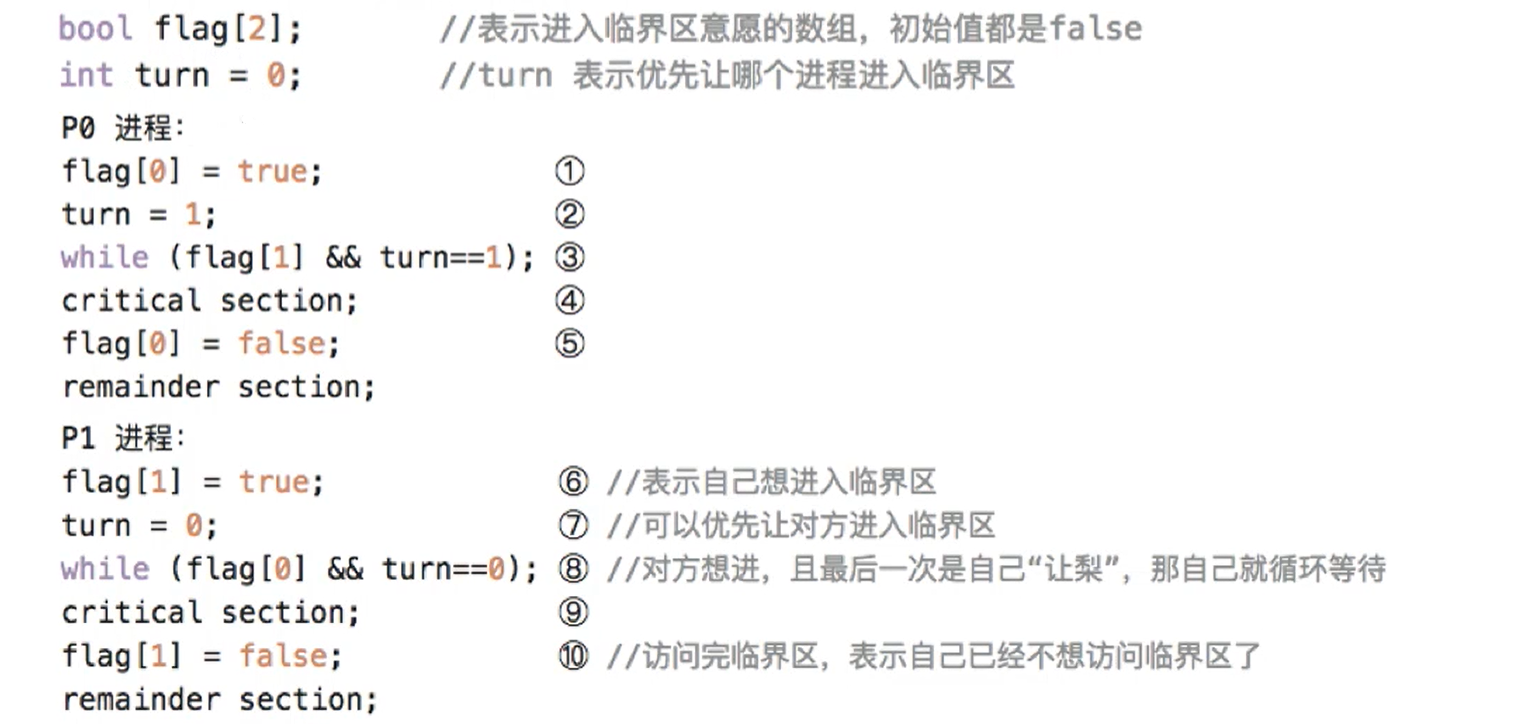 bool flag[2]; //表示进入临界区意愿的数组，初始值都是false
int turn = 0; //turn 表示优先让哪个进程进入临界区
P0 进程：
flag[0] = true; ①
turn = 1; ②
while (flag[1] && turn==1); ③
critical section; ④
flag[0] = false; ⑤
remainder section;
P1 进程：
flag[1] = true; ⑥ //表示自己想进入临界区
turn = 0; ⑦ //可以优先让对方进入临界区
while (flag[0] && turn==0); ⑧ //对方想进，且最后一次是自己“让梨”，那自己就循环等待
critical section; ⑨
flag[1] = false; ⑩ //访问完临界区，表示自己已经不想访问临界区了
remainder section;